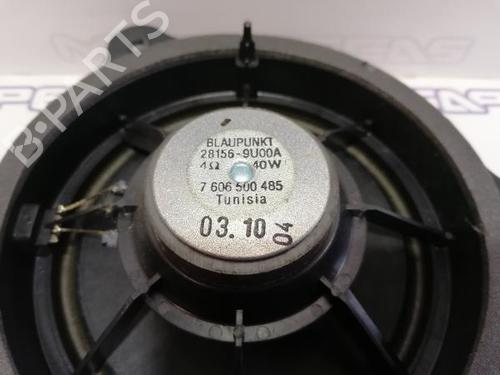 BLAUPUNKT
28156-9U00A
4Ω 40W
7 606 500 485
Tunisia
03.10 04
B-PARTS